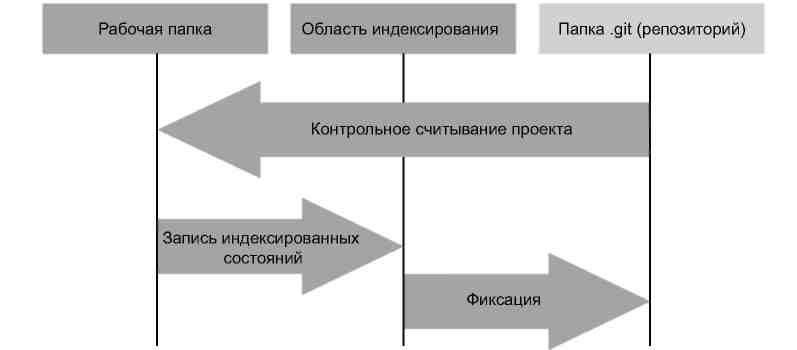 Рабочая папка
Область индексирования
Папка .git (репозиторий)
Контрольное считывание проекта
Запись индексированных
состояний
Фиксация